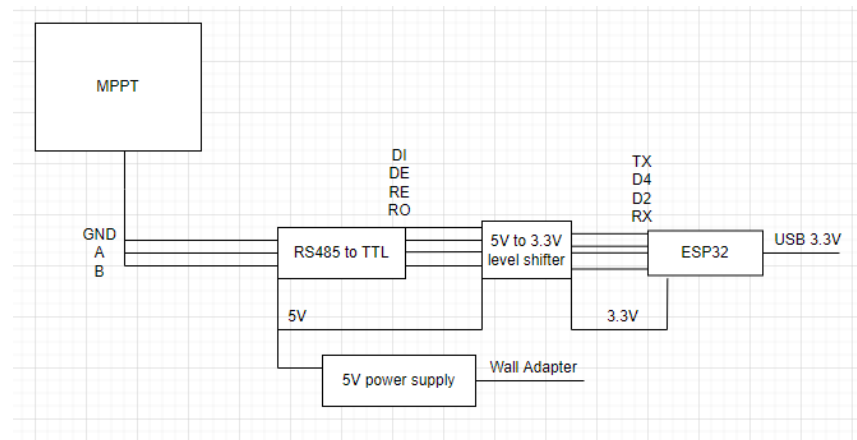 MPPT
DI
DE
RE
RO
TX
D4
D2
RX
GND
A
B
RS485 to TTL
5V to 3.3V
level shifter
ESP32
USB 3.3V
5V
3.3V
5V power supply
Wall Adapter